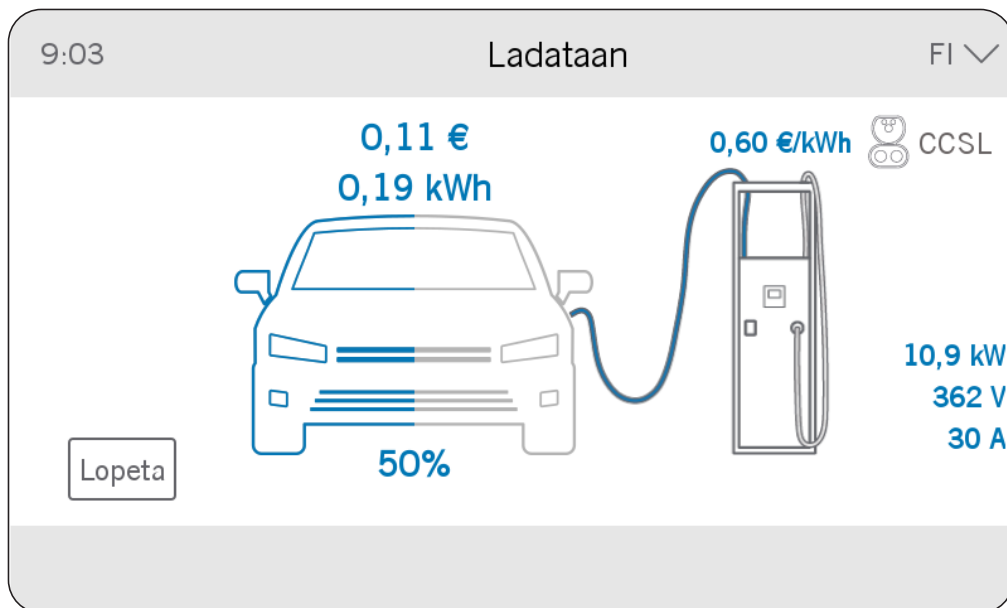 9:03 Ladataan FI
0,11 €
0,19 kWh
0,60 €/kWh CCSL
10,9 kW
362 V
30 A
50%
Lopeta